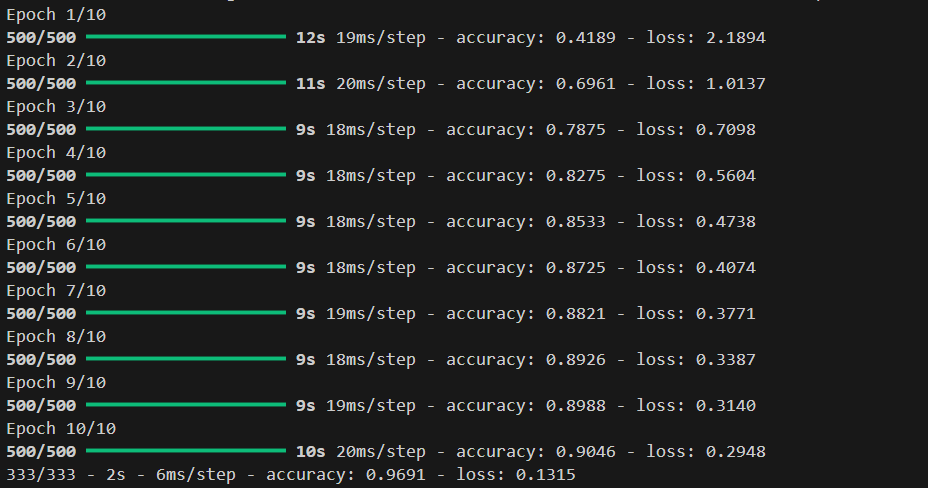 Epoch 1/10
500/500 12s 19ms/step - accuracy: 0.4189 - loss: 2.1894
Epoch 2/10
500/500 11s 20ms/step - accuracy: 0.6961 - loss: 1.0137
Epoch 3/10
500/500 9s 18ms/step - accuracy: 0.7875 - loss: 0.7098
Epoch 4/10
500/500 9s 18ms/step - accuracy: 0.8275 - loss: 0.5604
Epoch 5/10
500/500 9s 18ms/step - accuracy: 0.8533 - loss: 0.4738
Epoch 6/10
500/500 9s 18ms/step - accuracy: 0.8725 - loss: 0.4074
Epoch 7/10
500/500 9s 19ms/step - accuracy: 0.8821 - loss: 0.3771
Epoch 8/10
500/500 9s 18ms/step - accuracy: 0.8926 - loss: 0.3387
Epoch 9/10
500/500 9s 19ms/step - accuracy: 0.8988 - loss: 0.3140
Epoch 10/10
500/500 10s 20ms/step - accuracy: 0.9046 - loss: 0.2948
333/333 - 2s - 6ms/step - accuracy: 0.9691 - loss: 0.1315